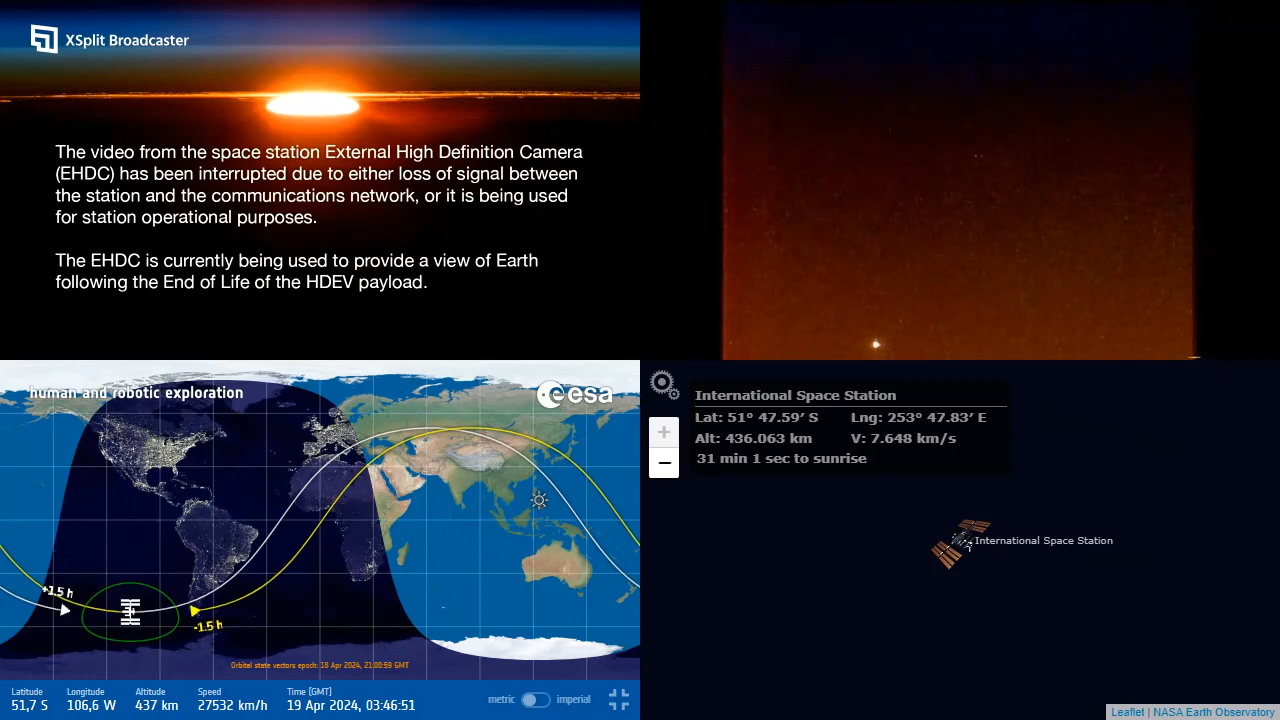 XSplit Broadcaster
The video from the space station External High Definition Camera
(EHDC) has been interrupted due to either loss of signal between
the station and the communications network, or it is being used
for station operational purposes.
The EHDC is currently being used to provide a view of Earth
following the End of Life of the HDEV payload.
human and robotic exploration
esa
+1.5 h
-1.5 h
Orbital state vectors epoch: 18 Apr 2024, 21:00:59 GMT
Latitude
51,7 S
Longitude
106,6 W
Altitude
437 km
Speed
27532 km/h
Time (GMT)
19 Apr 2024, 03:46:51
metric
imperial
+
−
International Space Station
Lat: 51° 47.59′ S
Lng: 253° 47.83′ E
Alt: 436.063 km
V: 7.648 km/s
31 min 1 sec to sunrise
International Space Station
Leaflet | NASA Earth Observatory